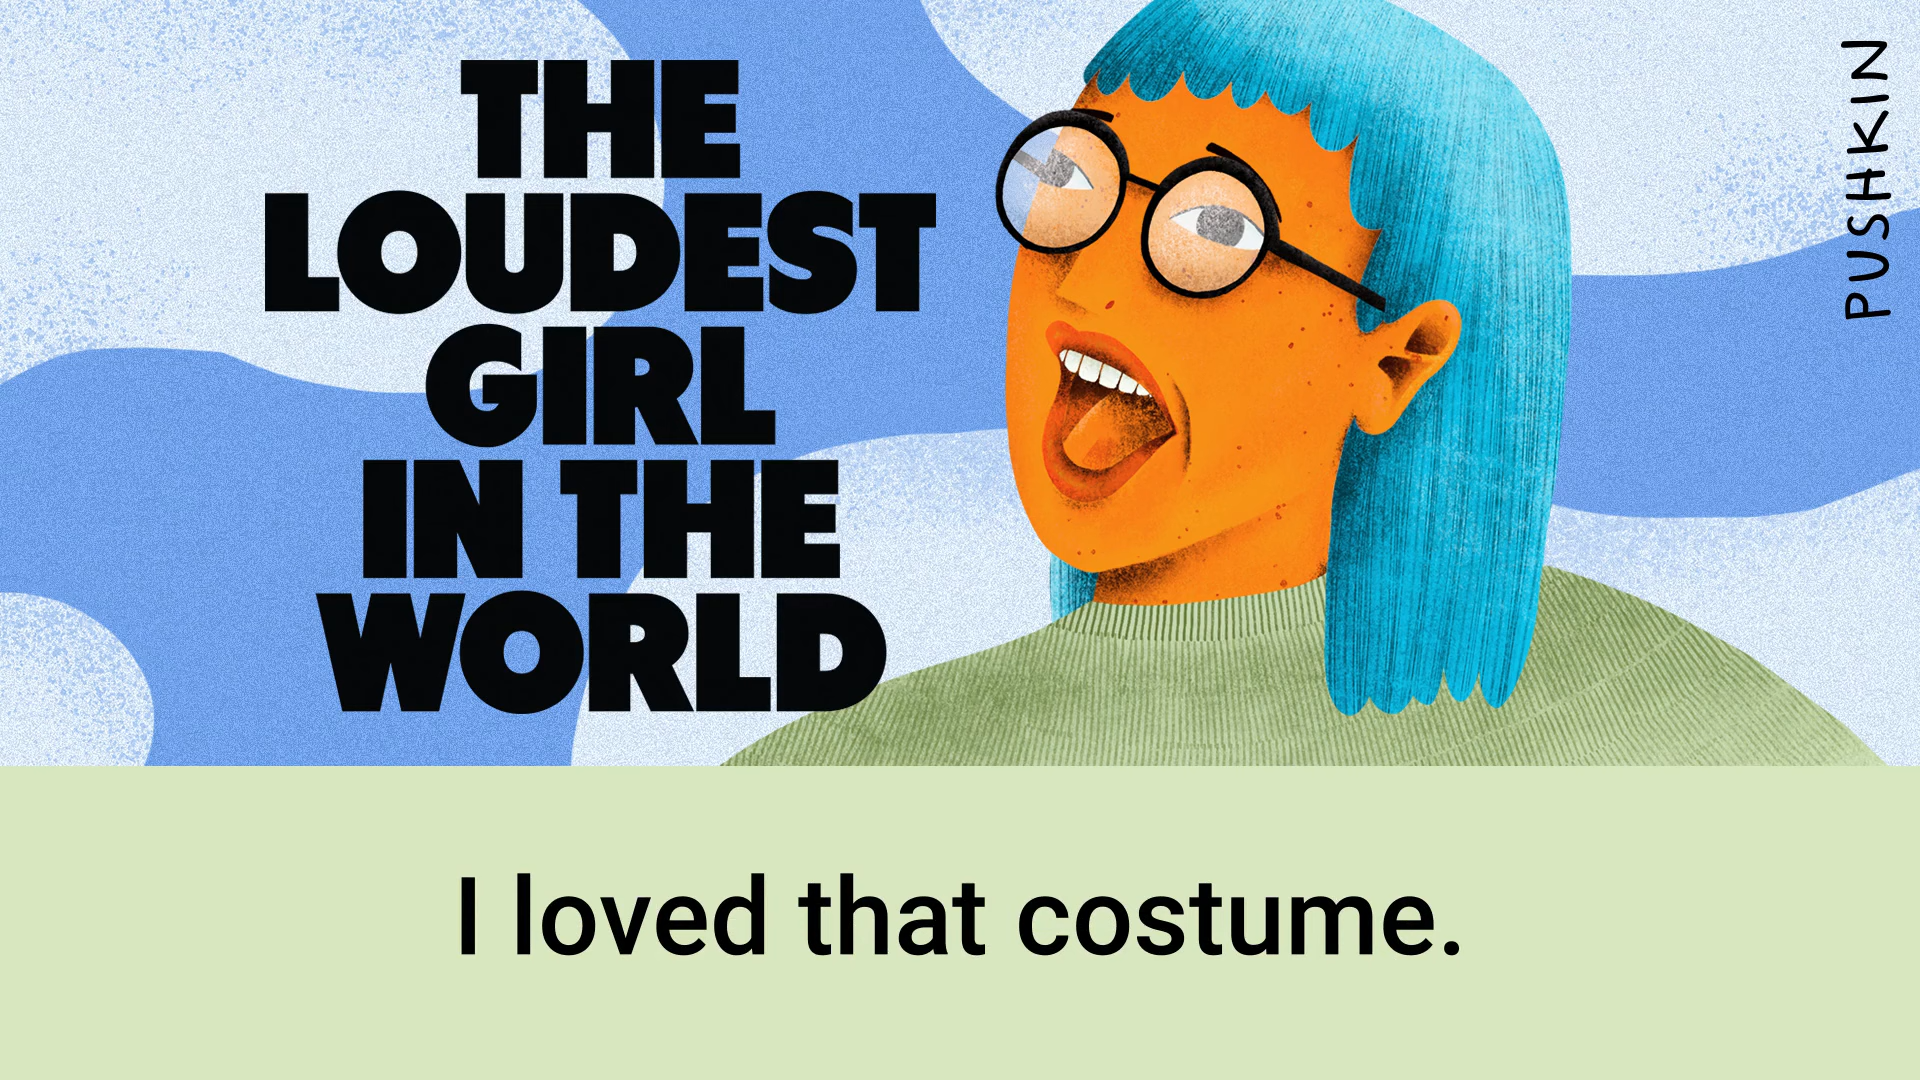 THE
LOUDEST
GIRL
IN THE
WORLD
PUSHKIN
I loved that costume.